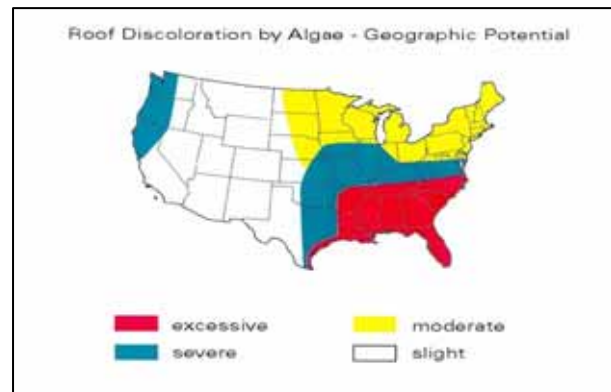 Roof Discoloration by Algae - Geographic Potential
excessive
moderate
severe
slight